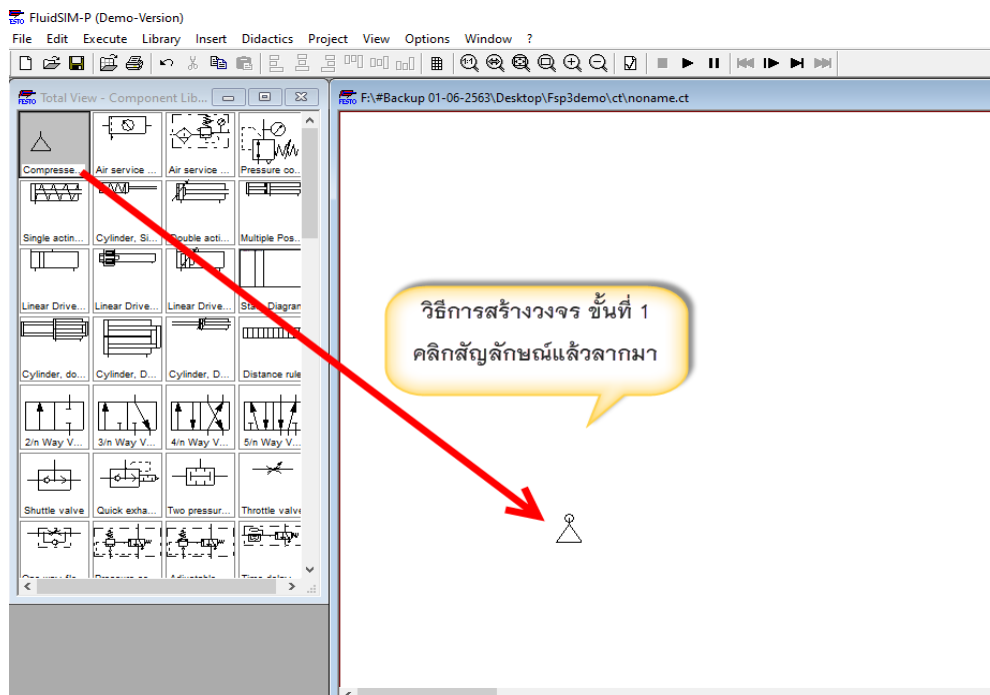 FluidSIM-P (Demo-Version)
File Edit Execute Library Insert Didactics Project View Options Window ?
FESTO Total View - Component Lib...
FESTO F:\#Backup 01-06-2563\Desktop\Fsp3demo\ct\noname.ct
Compresse... Air service ... Air service ... Pressure co...
Single actin... Cylinder, Si... Double acti... Multiple Pos...
Linear Drive... Linear Drive... Linear Drive... State Diagran
วิธีการสร้างวงจร ขั้นที่ 1
คลิกสัญลักษณ์แล้วลากมา
Cylinder, do... Cylinder, D... Cylinder, D... Distance rule
2/n Way V... 3/n Way V... 4/n Way V... 5/n Way V...
Shuttle valve Quick exha... Two pressur... Throttle valve